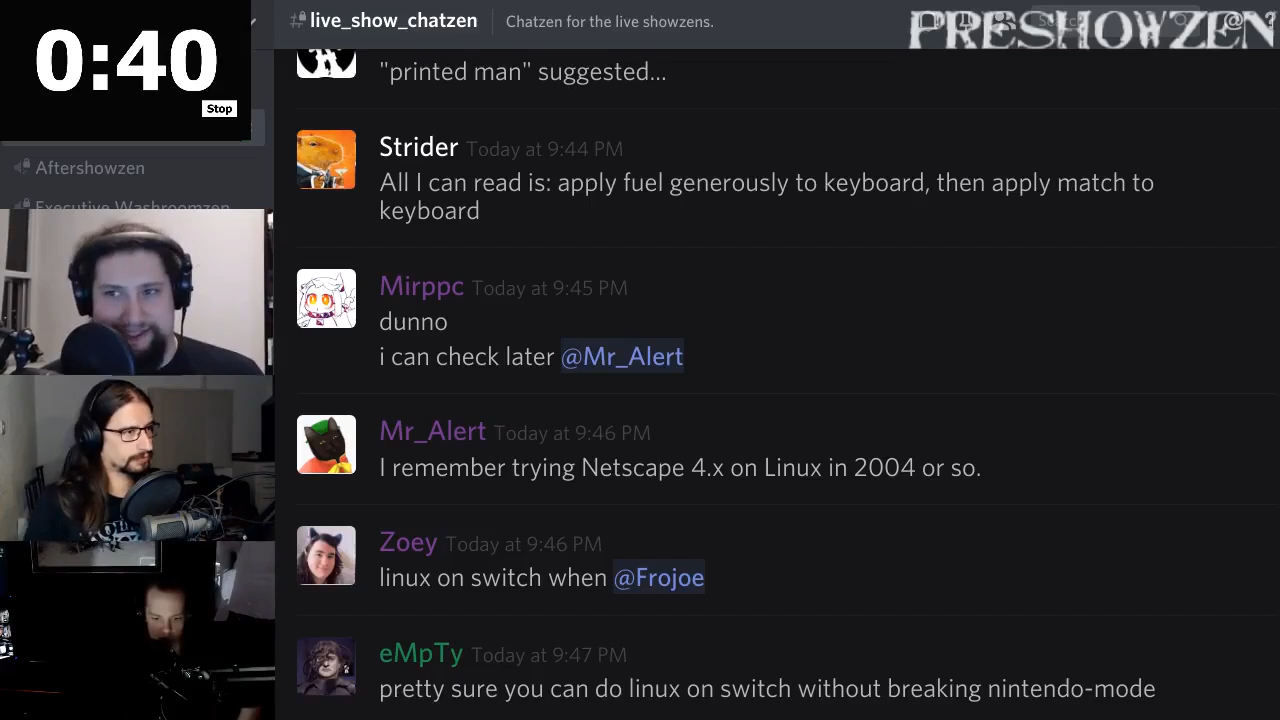 0:40
Stop
live_show_chatzen
Chatzen for the live showzens.
PRESHOWZEN
Aftershowzen
Executive Washroomzen
"printed man" suggested...
Strider Today at 9:44 PM
All I can read is: apply fuel generously to keyboard, then apply match to
keyboard
Mirppc Today at 9:45 PM
dunno
i can check later @Mr_Alert
Mr_Alert Today at 9:46 PM
I remember trying Netscape 4.x on Linux in 2004 or so.
Zoey Today at 9:46 PM
linux on switch when @Frojoe
eMpTy Today at 9:47 PM
pretty sure you can do linux on switch without breaking nintendo-mode